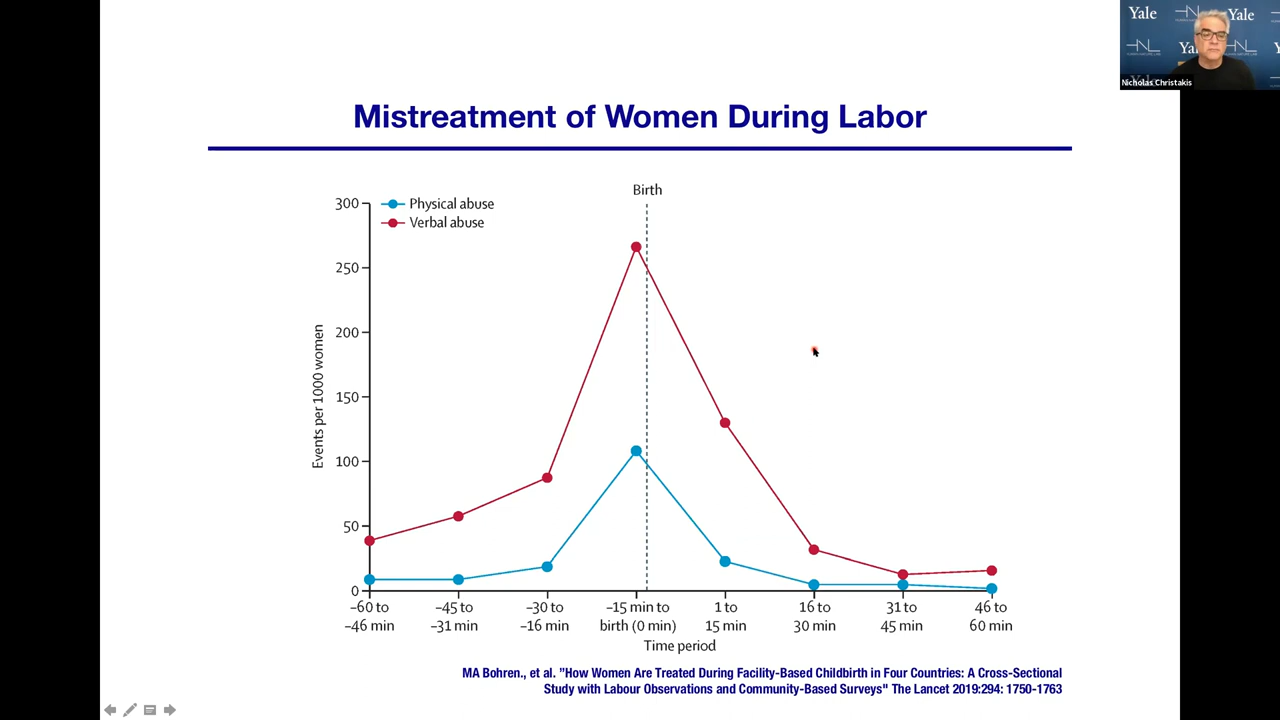 Yale
Yale
Nicholas Christakis
Mistreatment of Women During Labor
Birth
Physical abuse
Verbal abuse
300
250
200
150
100
50
0
Events per 1000 women
–60 to
–46 min
–45 to
–31 min
–30 to
–16 min
–15 min to
birth (0 min)
1 to
15 min
16 to
30 min
31 to
45 min
46 to
60 min
Time period
MA Bohren., et al. "How Women Are Treated During Facility-Based Childbirth in Four Countries: A Cross-Sectional
Study with Labour Observations and Community-Based Surveys" The Lancet 2019:294: 1750-1763